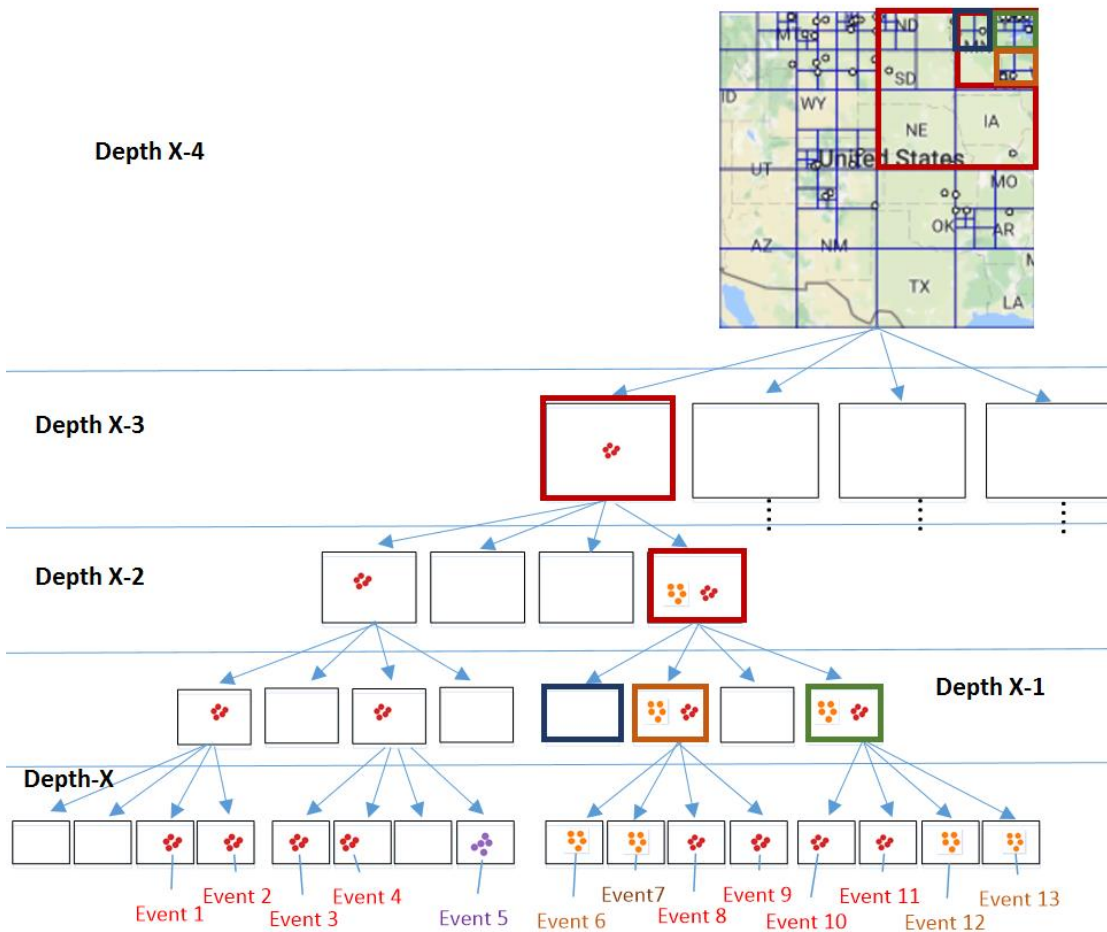 ND
SD
ID
WY
NE
IA
United States
UT
MO
OK
AR
AZ
NM
TX
LA
Depth X-4
Depth X-3
Depth X-2
Depth X-1
Depth-X
Event 1
Event 2
Event 3
Event 4
Event 5
Event 6
Event7
Event 8
Event 9
Event 10
Event 11
Event 12
Event 13